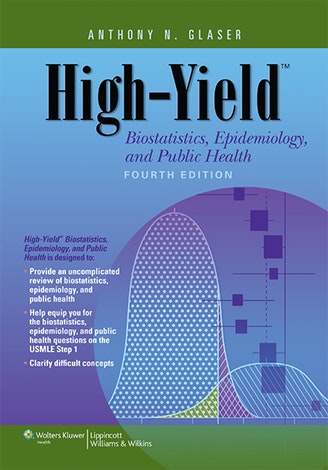 ANTHONY N. GLASER
High-Yield™
Biostatistics, Epidemiology,
and Public Health
FOURTH EDITION
High-Yield™ Biostatistics,
Epidemiology, and Public
Health is designed to:
• Provide an uncomplicated
review of biostatistics,
epidemiology, and
public health
• Help equip you for
the biostatistics,
epidemiology, and public
health questions on the
USMLE Step 1
• Clarify difficult concepts
Wolters Kluwer
Health
Lippincott
Williams & Wilkins